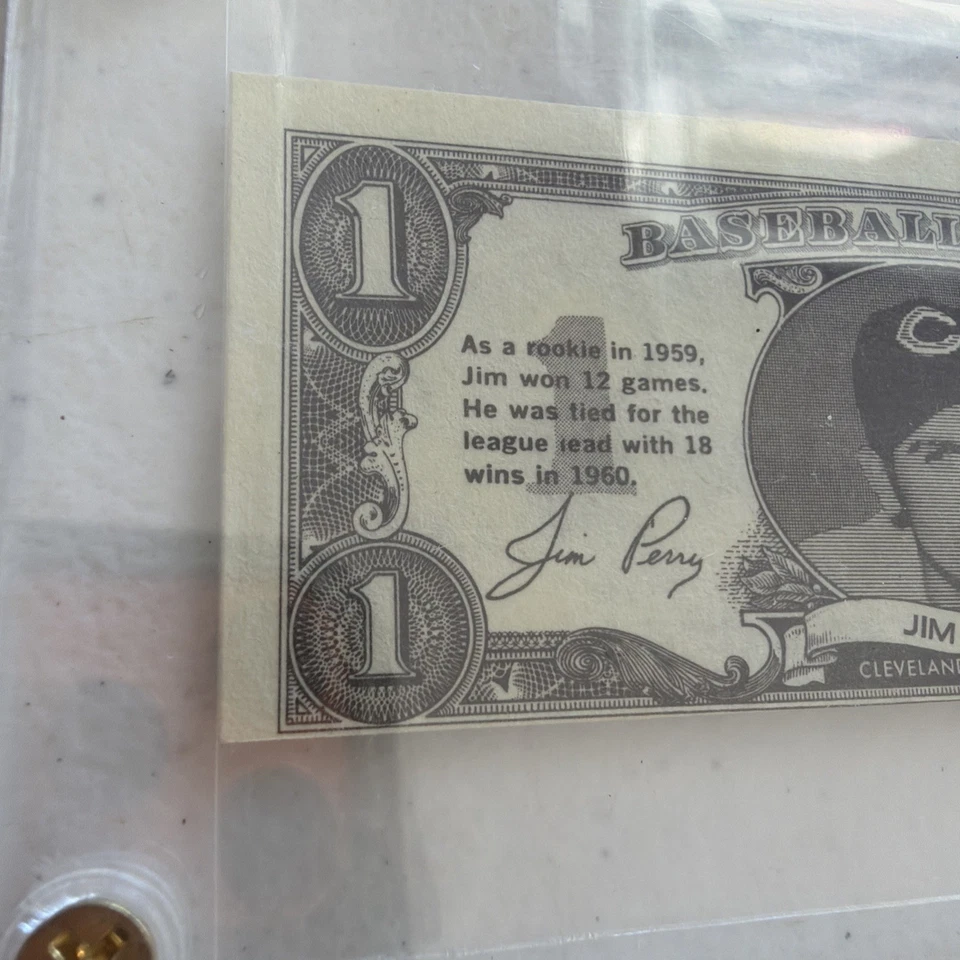 1
BASEBALL
C
As a rookie in 1959,
Jim won 12 games.
He was tied for the
league lead with 18
wins in 1960.
1
Jim Perry
1
JIM
CLEVELAND